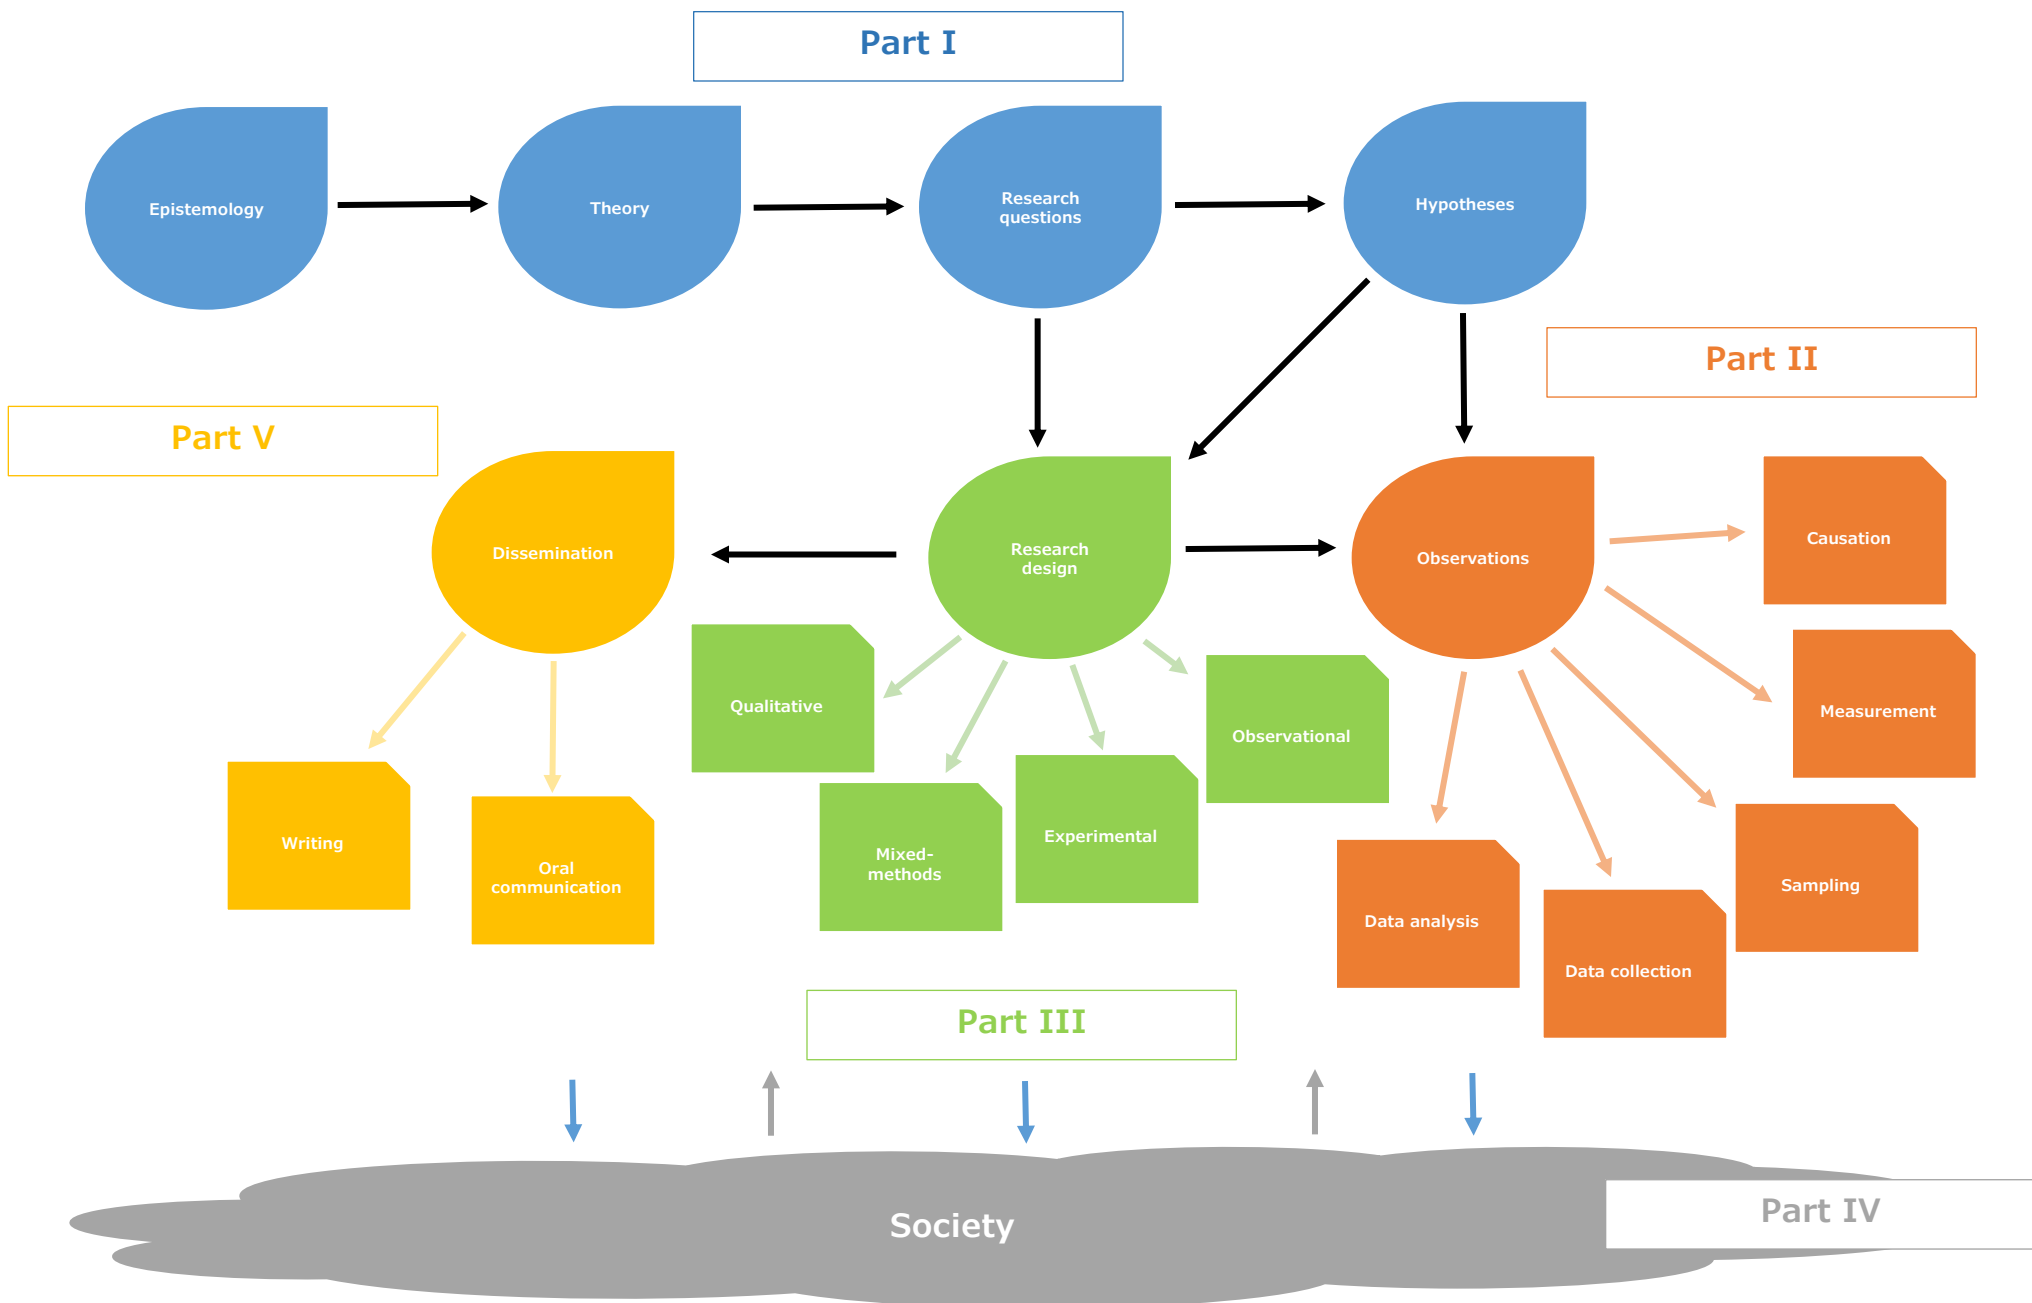 Part I
Epistemology
Theory
Research
questions
Hypotheses
Part II
Part V
Dissemination
Research
design
Observations
Causation
Qualitative
Observational
Measurement
Writing
Oral
communication
Mixed-
methods
Experimental
Data analysis
Data collection
Sampling
Part III
Society
Part IV